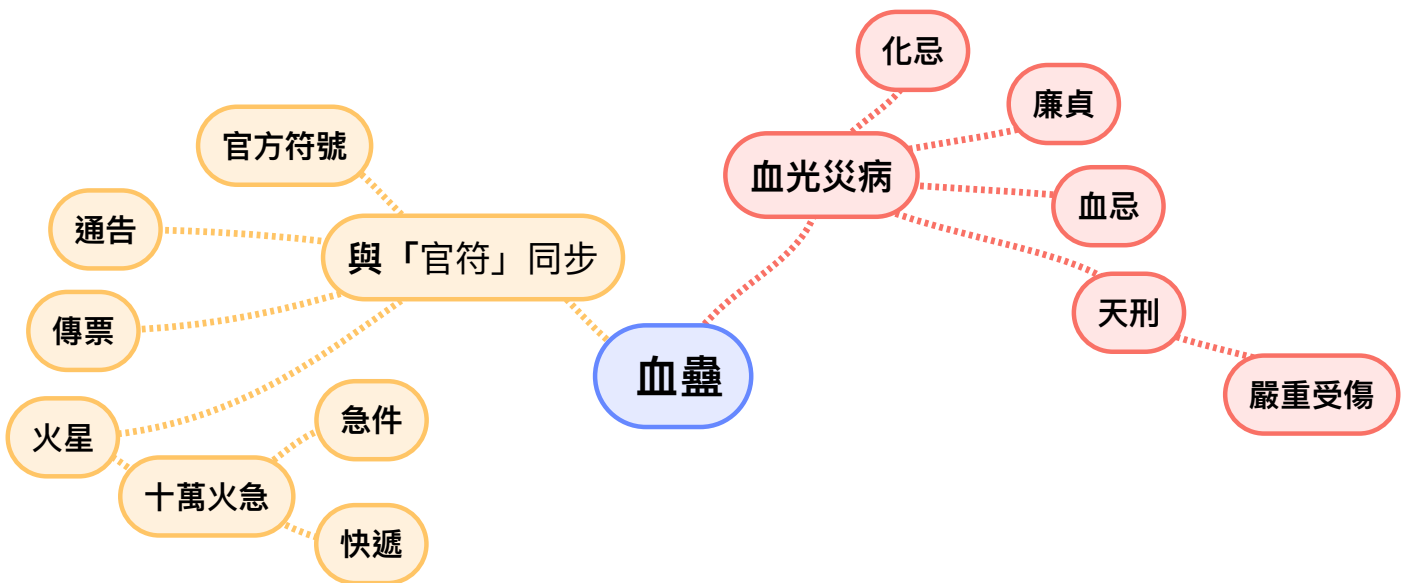 化忌
廉貞
官方符號
血光災病
血忌
通告
與「官符」同步
天刑
傳票
血蠱
嚴重受傷
急件
火星
十萬火急
快遞